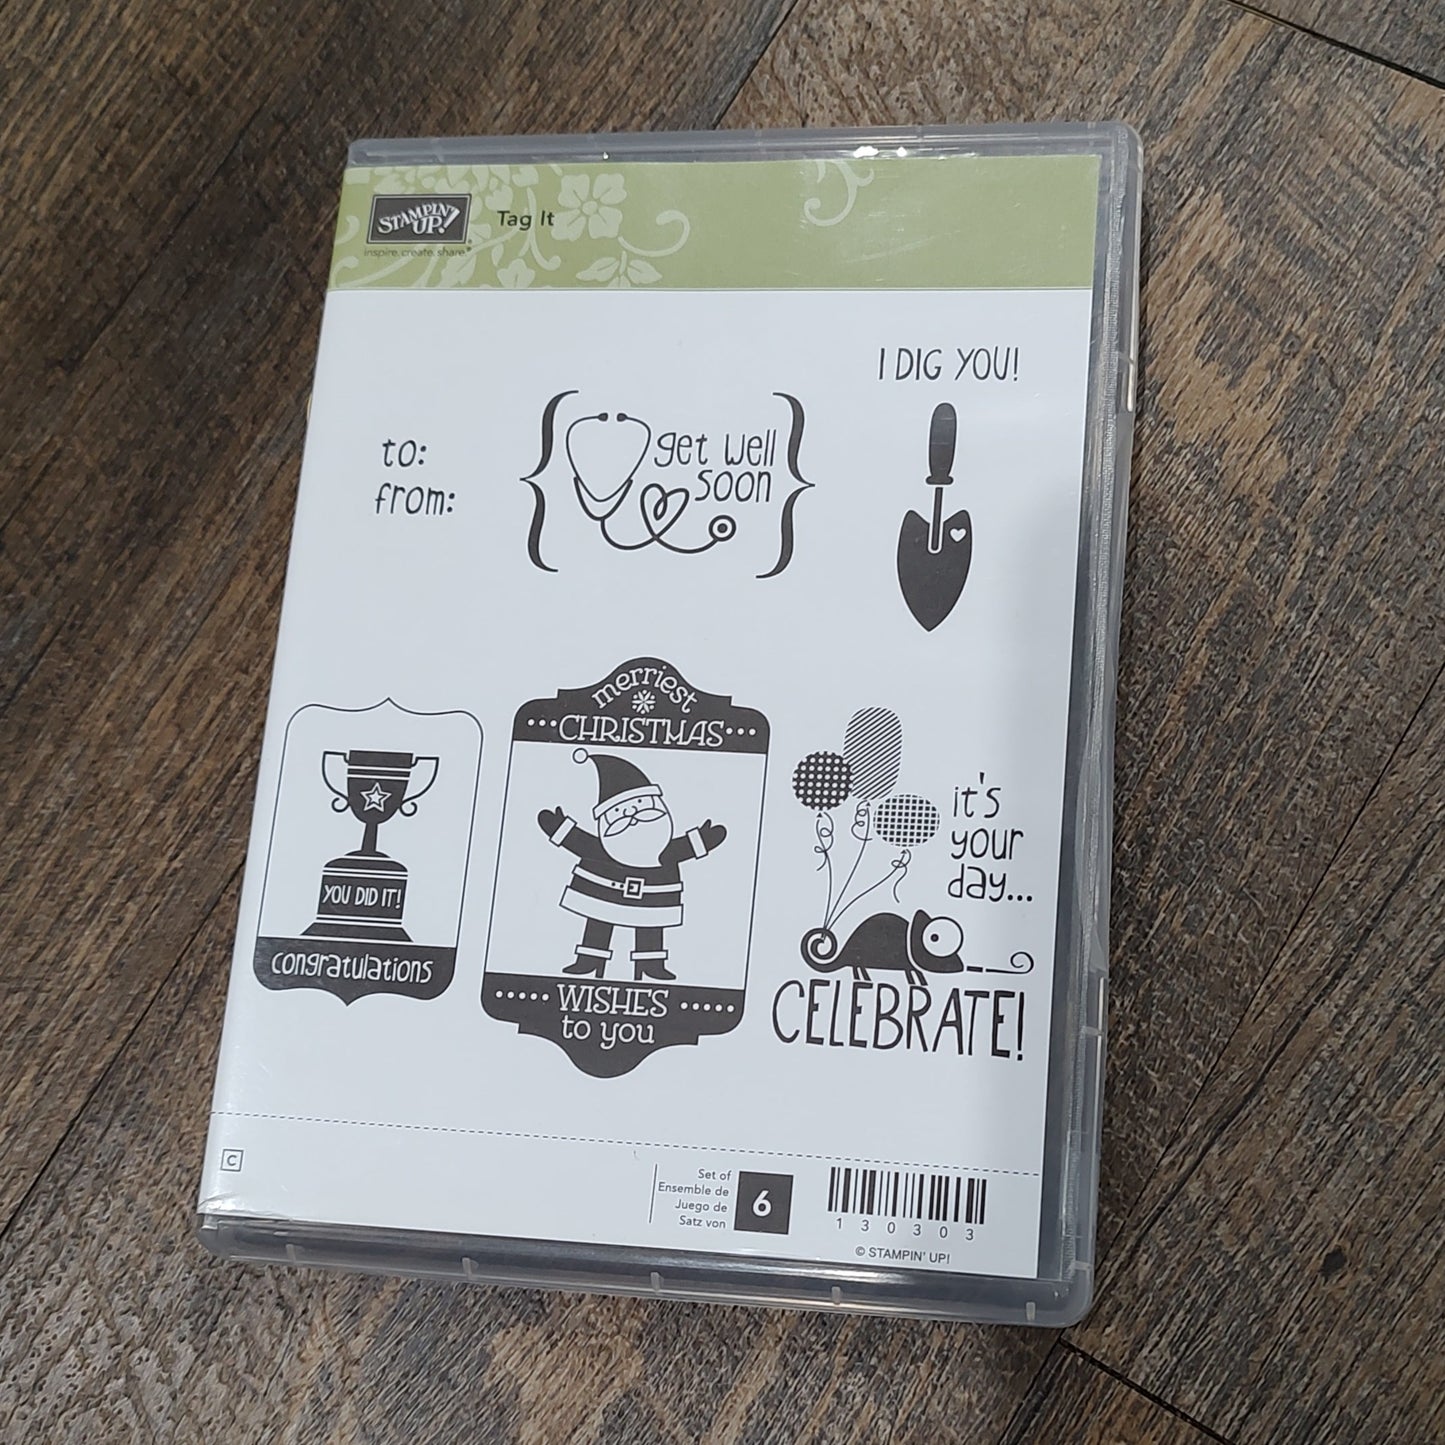 STAMPIN' UP!®
inspire. create. share.®
Tag It
to:
from:
get well
soon
I DIG YOU!
YOU DID IT!
congratulations
merriest
CHRISTMAS
WISHES
to you
it's
your
day...
CELEBRATE!
C
Set of
Ensemble de
Juego de
Satz von
6
130303
© STAMPIN' UP!